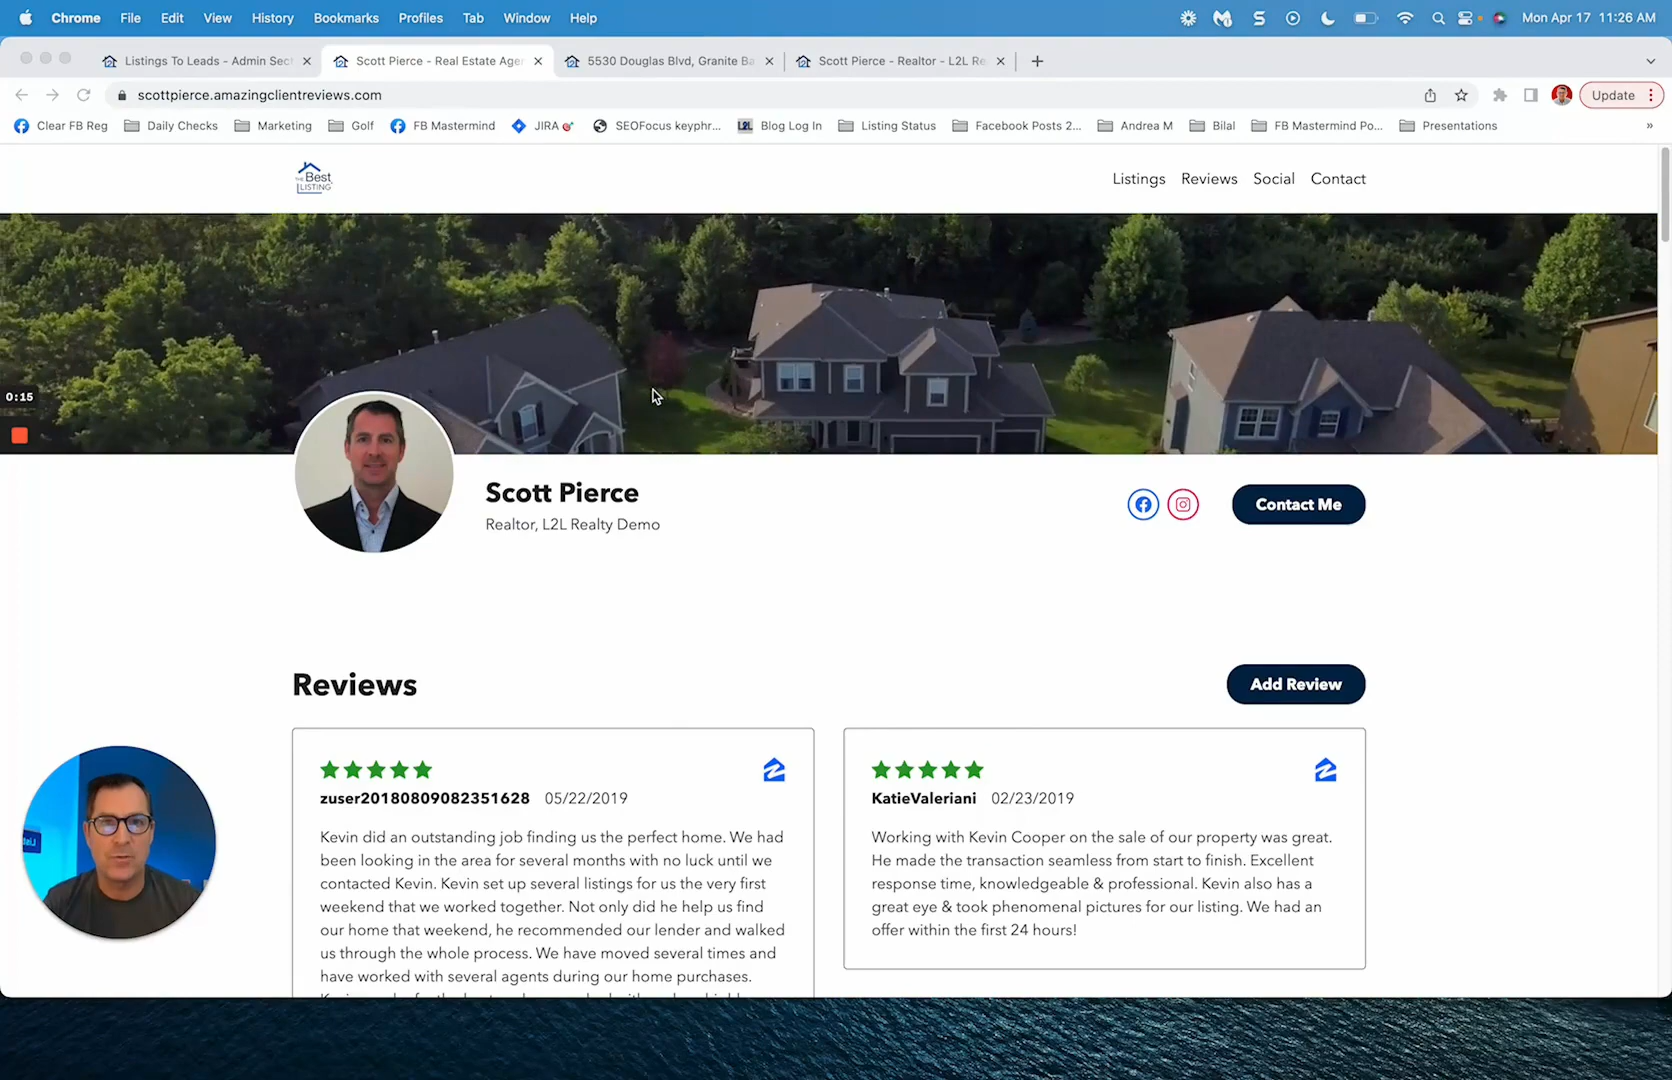 Chrome File Edit View History Bookmarks Profiles Tab Window Help Mon Apr 17 11:26 AM
Listings To Leads - Admin Sect Scott Pierce - Real Estate Agen 5530 Douglas Blvd, Granite Ba Scott Pierce - Realtor - L2L Re
scottpierce.amazingclientreviews.com Update
Clear FB Reg Daily Checks Marketing Golf FB Mastermind JIRA SEOFocus keyphr... L2L Blog Log In Listing Status Facebook Posts 2... Andrea M Bilal FB Mastermind Po... Presentations »
THE Best LISTING
Listings Reviews Social Contact
0:15
Scott Pierce
Realtor, L2L Realty Demo
Contact Me
Reviews
Add Review
zuser20180809082351628 05/22/2019
Kevin did an outstanding job finding us the perfect home. We had
been looking in the area for several months with no luck until we
contacted Kevin. Kevin set up several listings for us the very first
weekend that we worked together. Not only did he help us find
our home that weekend, he recommended our lender and walked
us through the whole process. We have moved several times and
have worked with several agents during our home purchases.
KatieValeriani 02/23/2019
Working with Kevin Cooper on the sale of our property was great.
He made the transaction seamless from start to finish. Excellent
response time, knowledgeable & professional. Kevin also has a
great eye & took phenomenal pictures for our listing. We had an
offer within the first 24 hours!